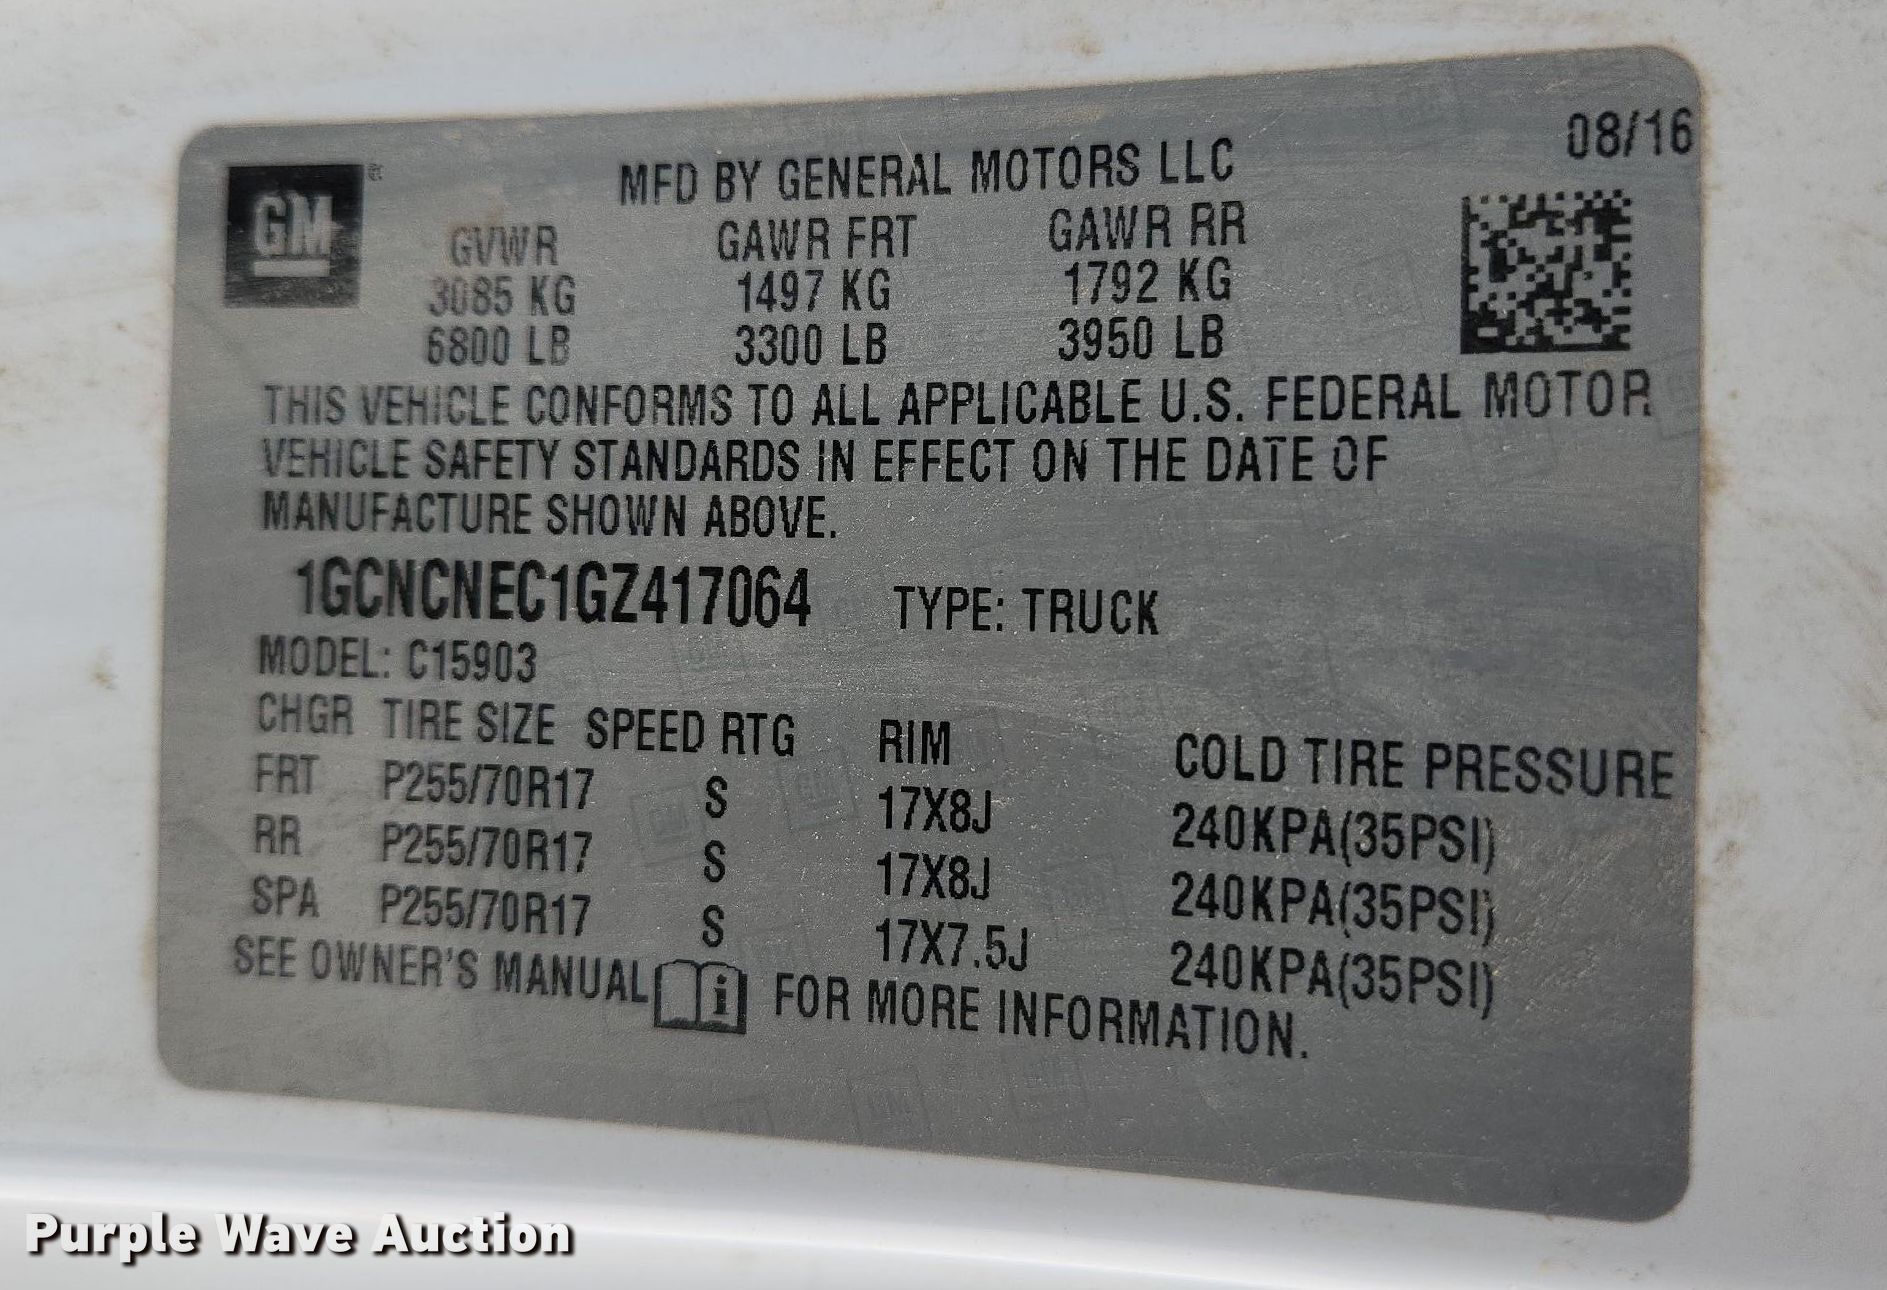 08/16
GM
MFD BY GENERAL MOTORS LLC
GVWR GAWR FRT GAWR RR
3085 KG 1497 KG 1792 KG
6800 LB 3300 LB 3950 LB
THIS VEHICLE CONFORMS TO ALL APPLICABLE U.S. FEDERAL MOTOR
VEHICLE SAFETY STANDARDS IN EFFECT ON THE DATE OF
MANUFACTURE SHOWN ABOVE.
1GCNCNEC1GZ417064 TYPE: TRUCK
MODEL: C15903
CHGR TIRE SIZE SPEED RTG RIM COLD TIRE PRESSURE
FRT P255/70R17 S 17X8J 240KPA(35PSI)
RR P255/70R17 S 17X8J 240KPA(35PSI)
SPA P255/70R17 S 17X7.5J 240KPA(35PSI)
SEE OWNER'S MANUAL i FOR MORE INFORMATION.
Purple Wave Auction